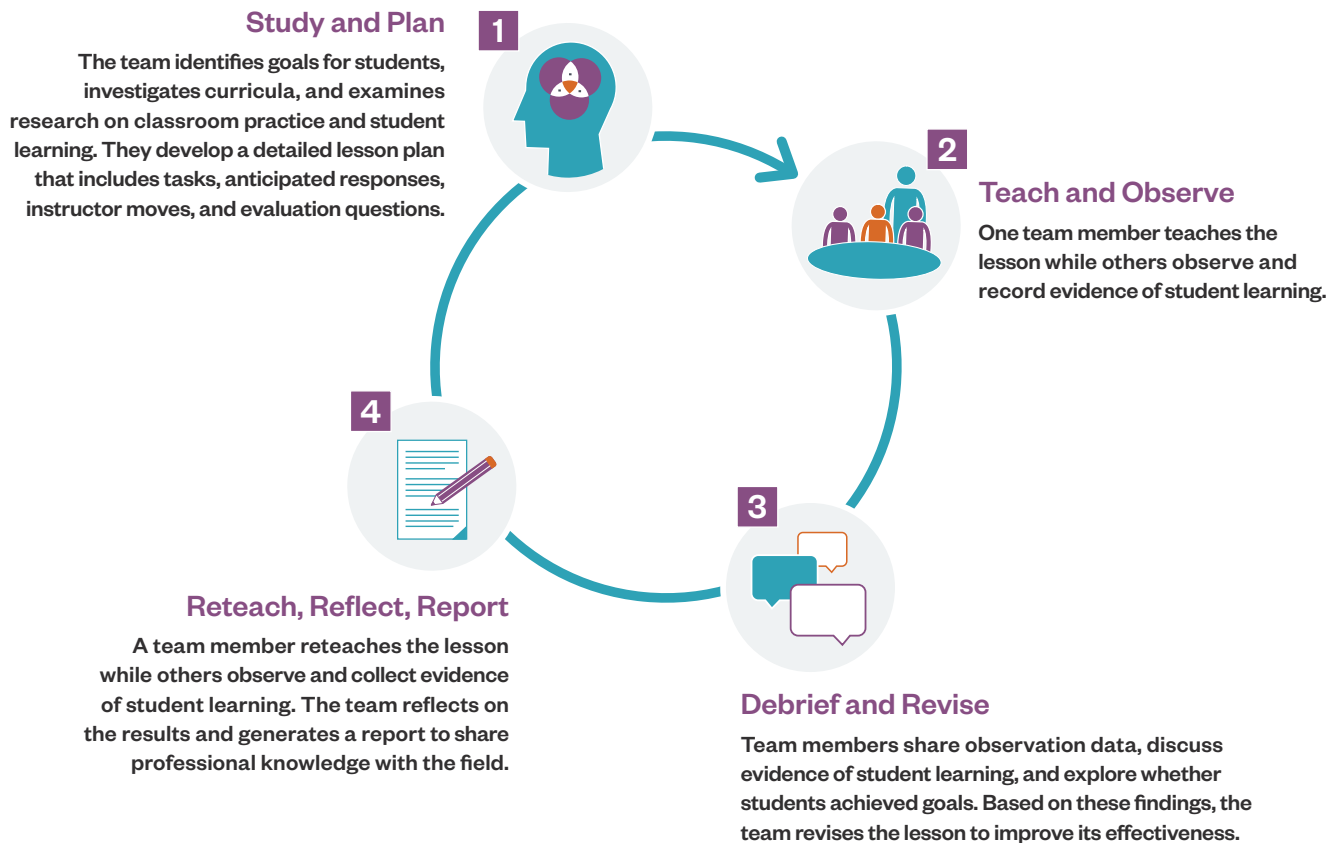 1
Study and Plan
The team identifies goals for students,
investigates curricula, and examines
research on classroom practice and student
learning. They develop a detailed lesson plan
that includes tasks, anticipated responses,
instructor moves, and evaluation questions.
2
Teach and Observe
One team member teaches the
lesson while others observe and
record evidence of student learning.
3
Debrief and Revise
Team members share observation data, discuss
evidence of student learning, and explore whether
students achieved goals. Based on these findings, the
team revises the lesson to improve its effectiveness.
4
Reteach, Reflect, Report
A team member reteaches the lesson
while others observe and collect evidence
of student learning. The team reflects on
the results and generates a report to share
professional knowledge with the field.